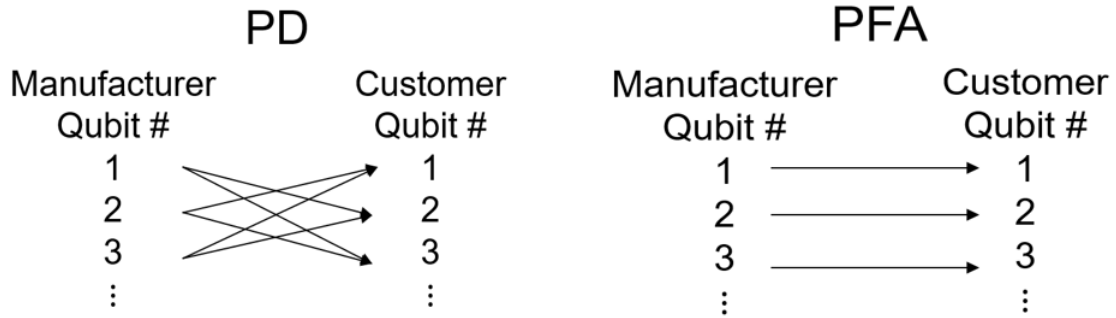 PD
Manufacturer
Qubit #
Customer
Qubit #
1
1
2
2
3
3
⋮
⋮
PFA
Manufacturer
Qubit #
Customer
Qubit #
1
1
2
2
3
3
⋮
⋮